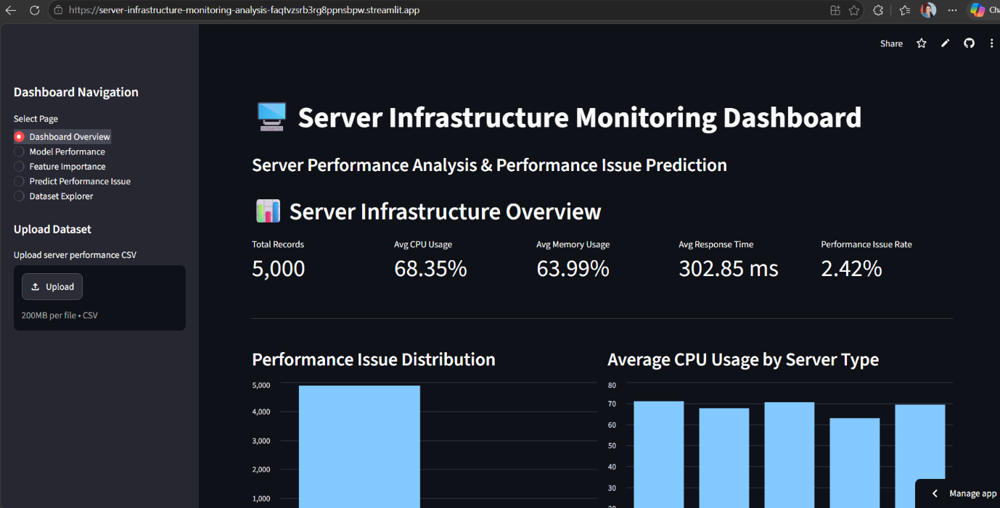 https://server-infrastructure-monitoring-analysis-faqtvzsrb3rg8ppnsbpw.streamlit.app
Share
Dashboard Navigation
Select Page
Dashboard Overview
Model Performance
Feature Importance
Predict Performance Issue
Dataset Explorer
Upload Dataset
Upload server performance CSV
Upload
200MB per file • CSV
Server Infrastructure Monitoring Dashboard
Server Performance Analysis & Performance Issue Prediction
Server Infrastructure Overview
Total Records Avg CPU Usage Avg Memory Usage Avg Response Time Performance Issue Rate
5,000 68.35% 63.99% 302.85 ms 2.42%
Performance Issue Distribution
5,000
4,000
3,000
2,000
1,000
Average CPU Usage by Server Type
80
70
60
50
40
30
Manage app